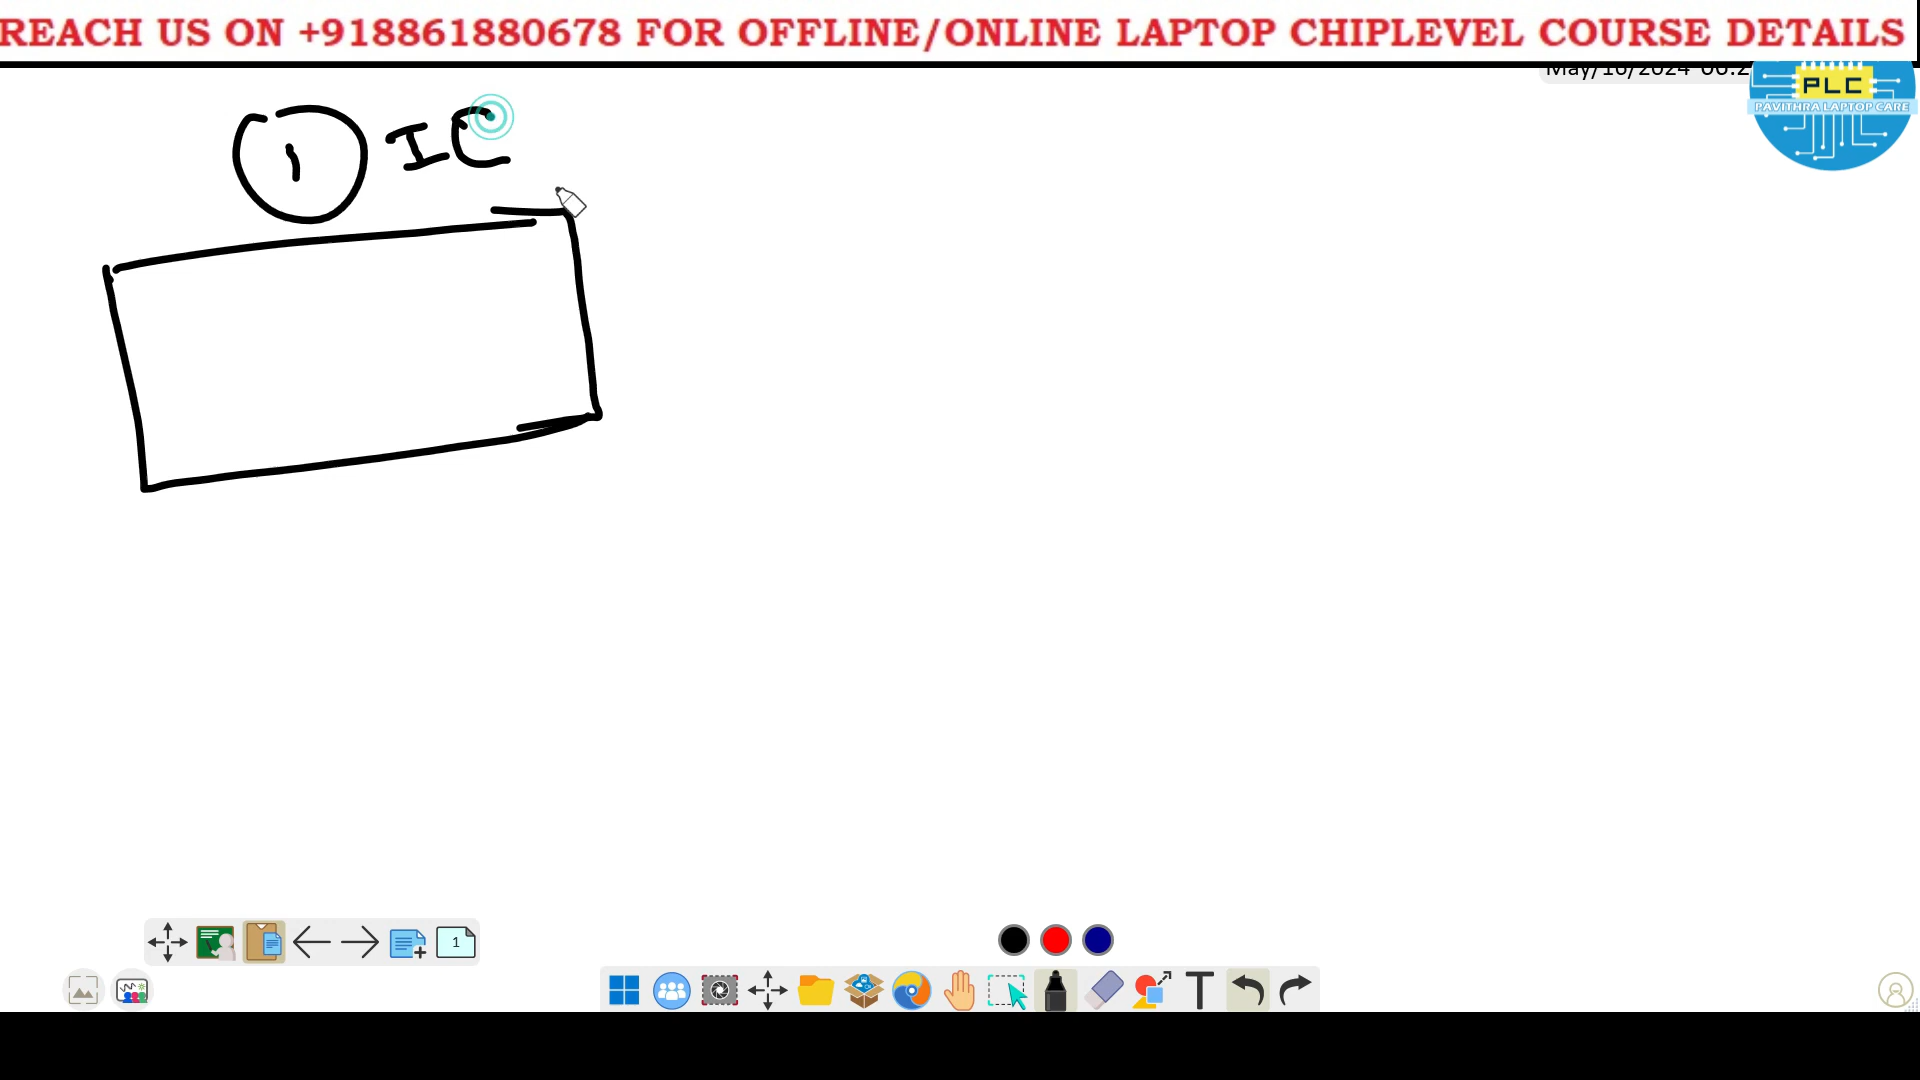 REACH US ON +918861880678 FOR OFFLINE/ONLINE LAPTOP CHIPLEVEL COURSE DETAILS
PLC
PAVITHRA LAPTOP CARE
1 IC
1